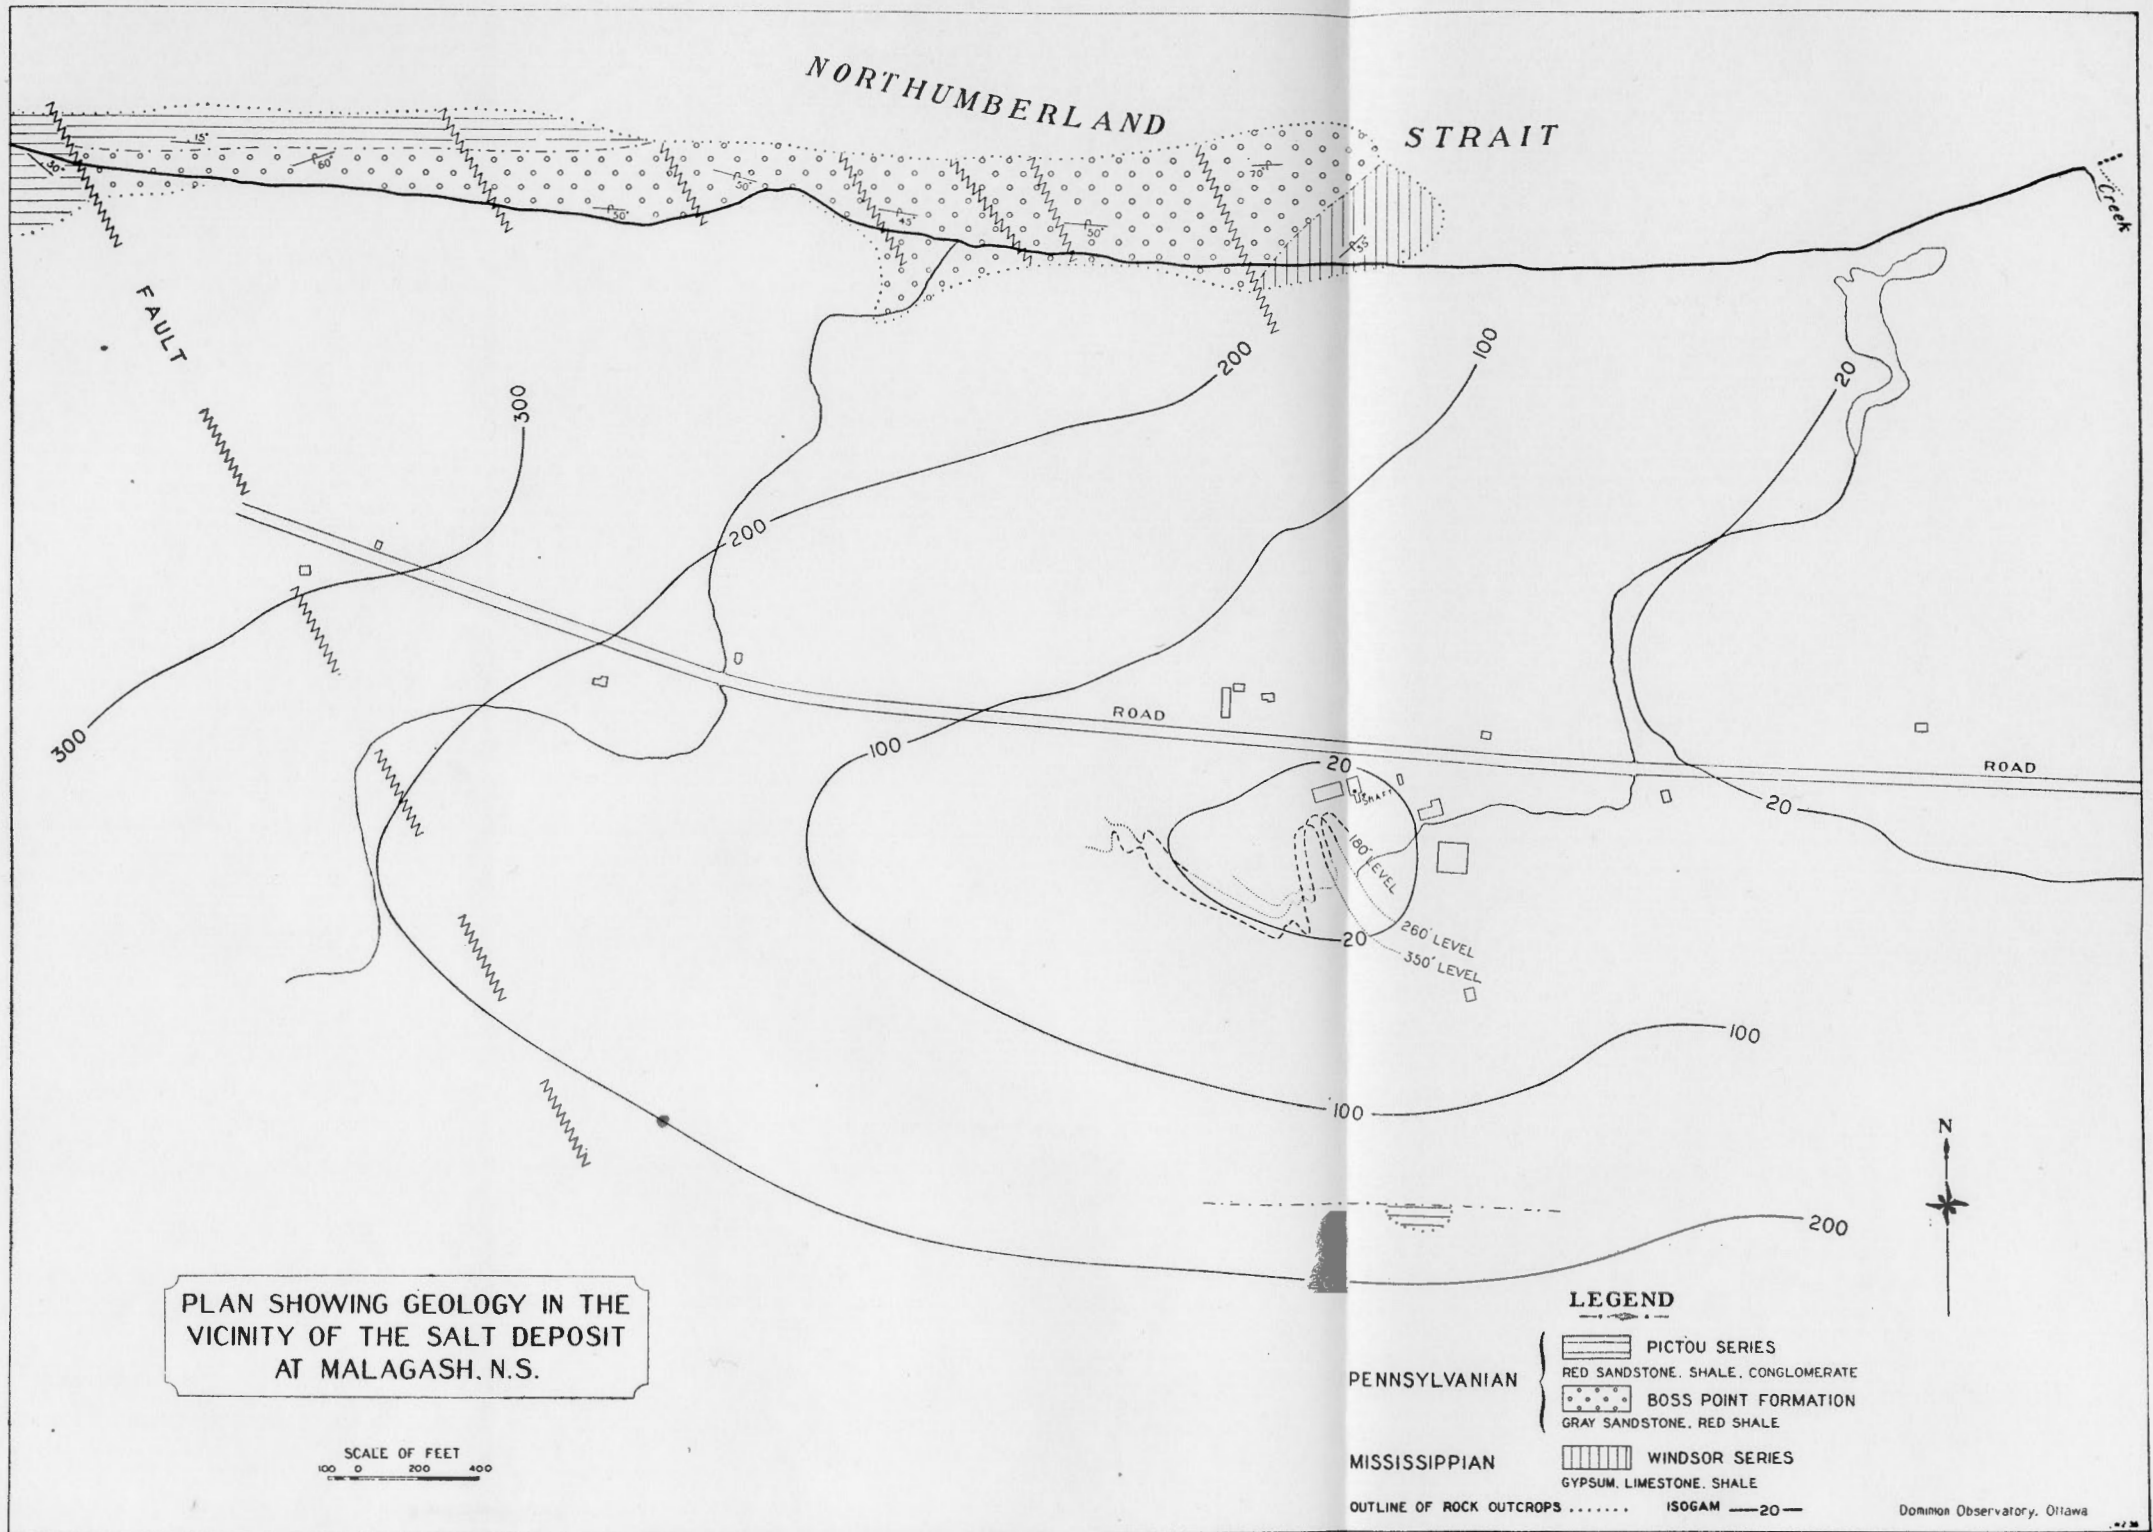 NORTHUMBERLAND STRAIT
15°
30°
60°
50°
50°
45°
50°
70°
55
Creek
FAULT
300
200
100
20
200
300
100
ROAD
20
SHAFT
180' LEVEL
20
260' LEVEL
350' LEVEL
ROAD
20
100
100
200
N
PLAN SHOWING GEOLOGY IN THE
VICINITY OF THE SALT DEPOSIT
AT MALAGASH, N.S.
SCALE OF FEET
100 0 200 400
LEGEND
PENNSYLVANIAN
PICTOU SERIES
RED SANDSTONE, SHALE, CONGLOMERATE
BOSS POINT FORMATION
GRAY SANDSTONE, RED SHALE
MISSISSIPPIAN
WINDSOR SERIES
GYPSUM, LIMESTONE, SHALE
OUTLINE OF ROCK OUTCROPS ....... ISOGAM —20—
Dominion Observatory, Ottawa